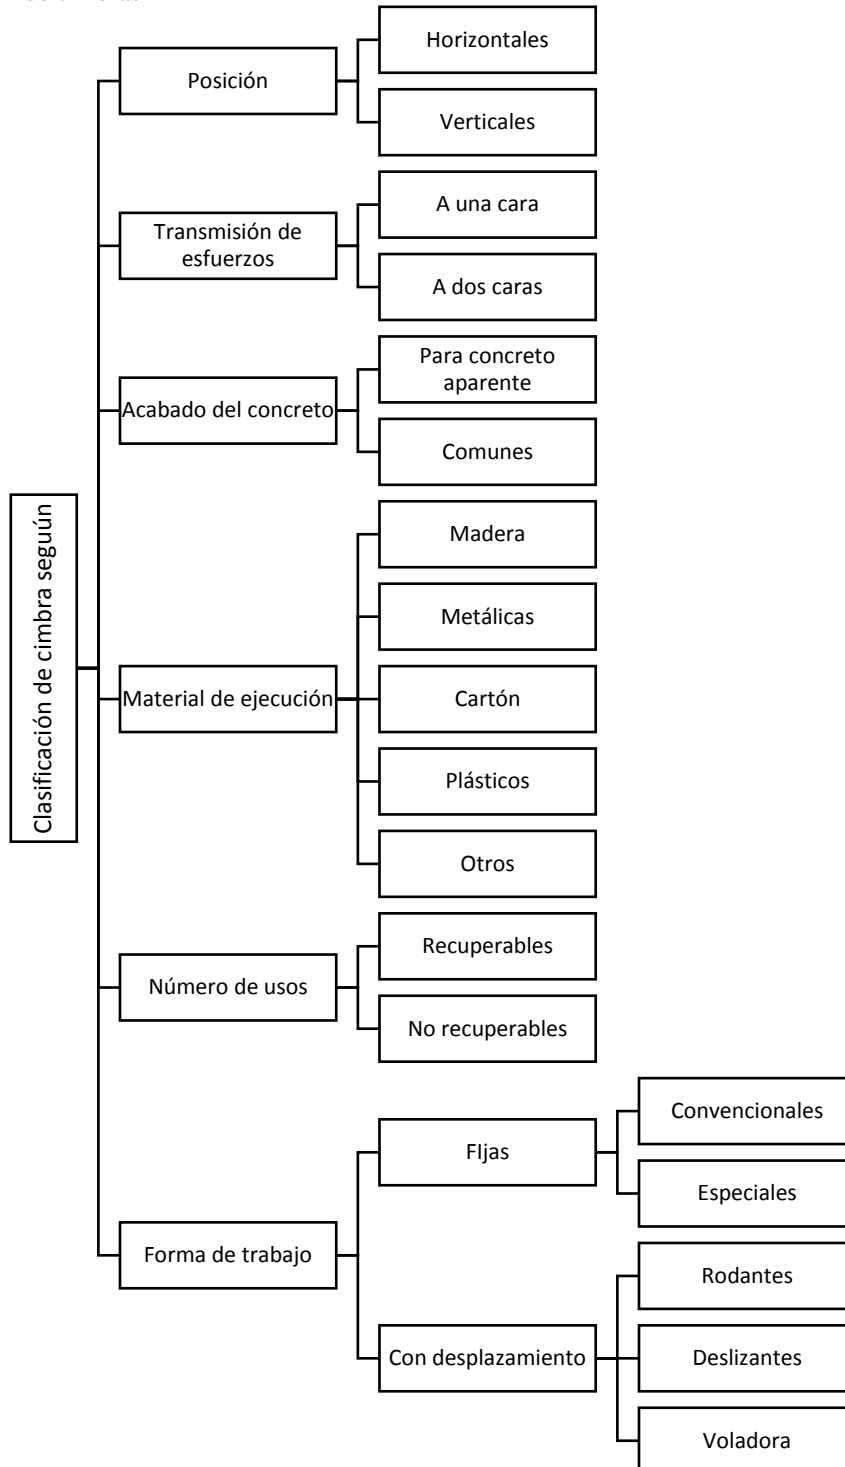 Horizontales
Posición
Verticales
A una cara
Transmisión de
esfuerzos
A dos caras
Para concreto
aparente
Acabado del concreto
Comunes
Clasificación de cimbra seguún
Madera
Metálicas
Material de ejecución
Cartón
Plásticos
Otros
Recuperables
Número de usos
No recuperables
Convencionales
FIjas
Especiales
Forma de trabajo
Rodantes
Con desplazamiento
Deslizantes
Voladora